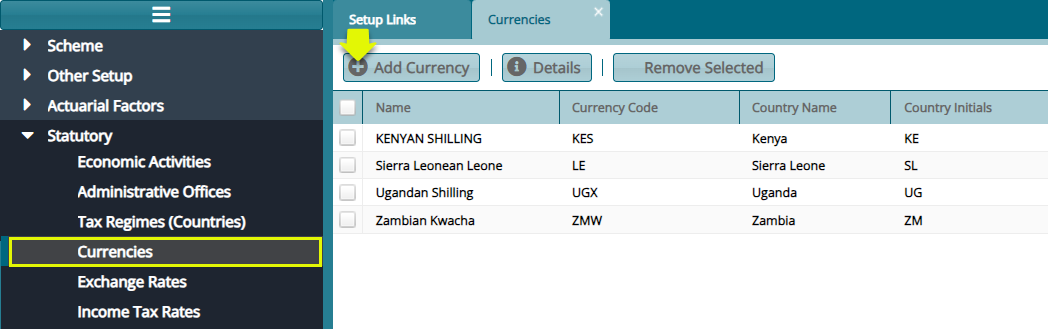 Setup Links
Currencies
Scheme
Other Setup
Actuarial Factors
Statutory
Economic Activities
Administrative Offices
Tax Regimes (Countries)
Currencies
Exchange Rates
Income Tax Rates
Add Currency | Details | Remove Selected
Name Currency Code Country Name Country Initials
KENYAN SHILLING KES Kenya KE
Sierra Leonean Leone LE Sierra Leone SL
Ugandan Shilling UGX Uganda UG
Zambian Kwacha ZMW Zambia ZM